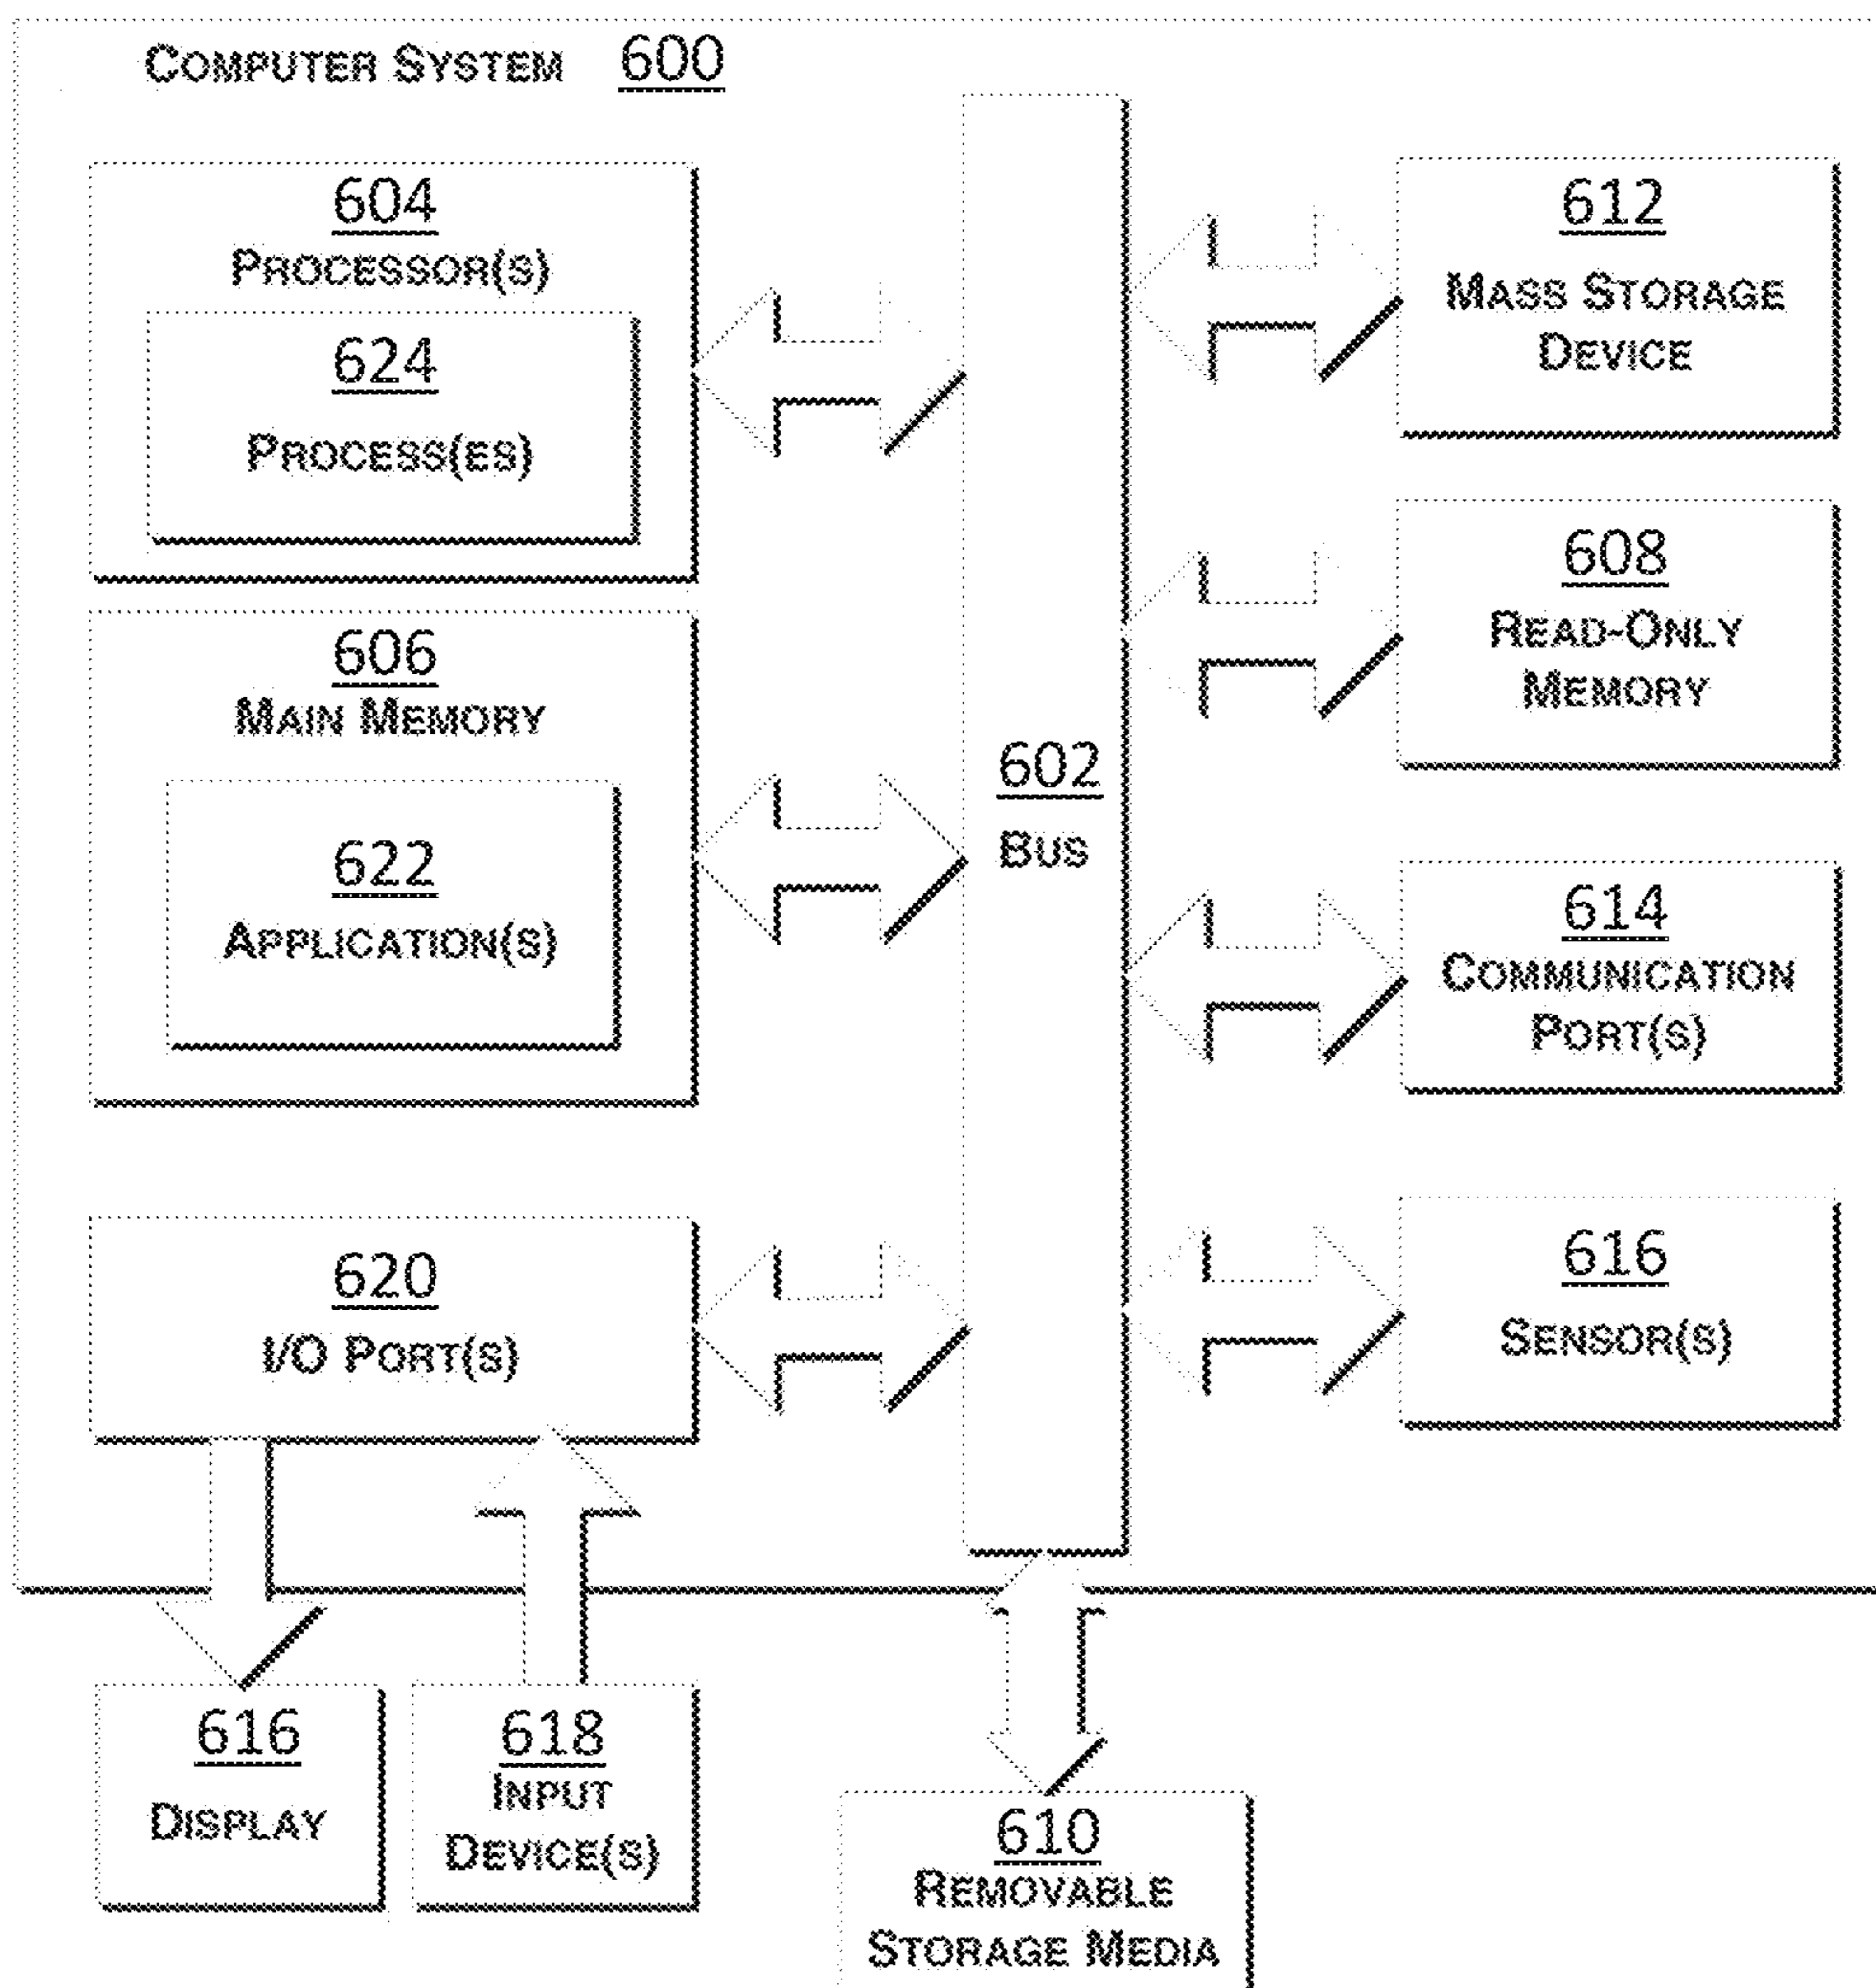 COMPUTER SYSTEM 600
604
PROCESSOR(S)
624
PROCESS(ES)
606
MAIN MEMORY
622
APPLICATION(S)
620
I/O PORT(S)
602
BUS
612
MASS STORAGE
DEVICE
608
READ-ONLY
MEMORY
614
COMMUNICATION
PORT(S)
616
SENSOR(S)
616
DISPLAY
618
INPUT
DEVICE(S)
610
REMOVABLE
STORAGE MEDIA